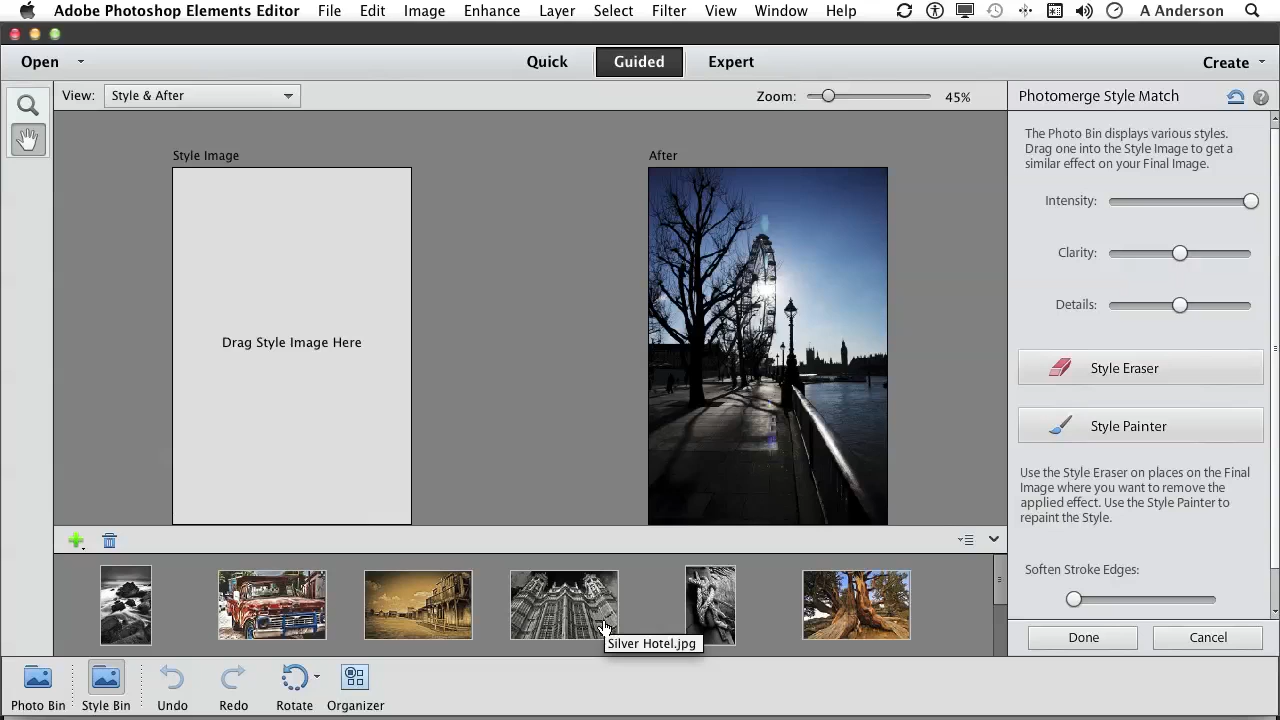 Adobe Photoshop Elements Editor File Edit Image Enhance Layer Select Filter View Window Help A Anderson
Open Quick Guided Expert Create
View: Style & After Zoom: 45% Photomerge Style Match
The Photo Bin displays various styles.
Drag one into the Style Image to get a
similar effect on your Final Image.
Style Image After
Intensity:
Clarity:
Details:
Drag Style Image Here
Style Eraser
Style Painter
Use the Style Eraser on places on the Final
Image where you want to remove the
applied effect. Use the Style Painter to
repaint the Style.
Soften Stroke Edges:
Silver Hotel.jpg
Done Cancel
Photo Bin Style Bin Undo Redo Rotate Organizer